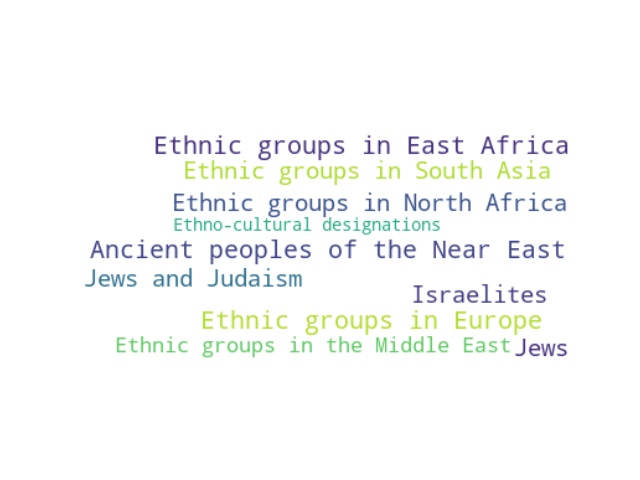 Ethnic groups in East Africa
Ethnic groups in South Asia
Ethnic groups in North Africa
Ethno-cultural designations
Ancient peoples of the Near East
Jews and Judaism
Israelites
Ethnic groups in Europe
Ethnic groups in the Middle East
Jews